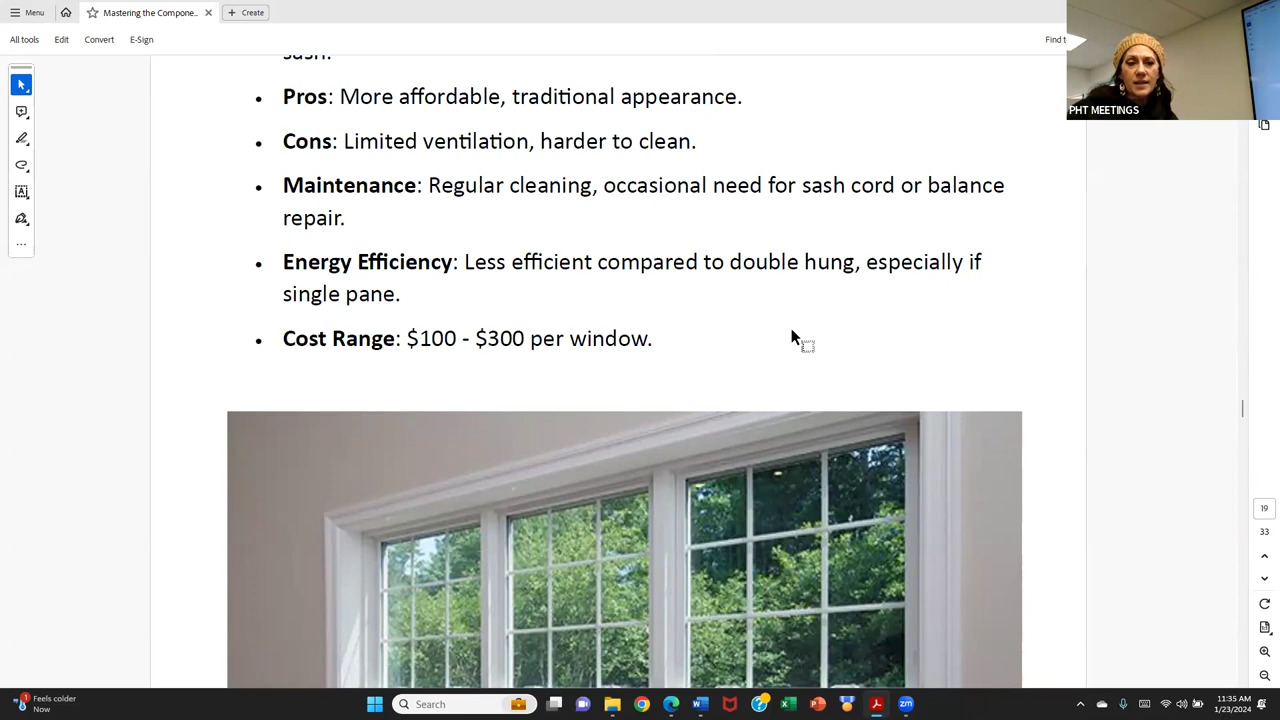 Menu
Mastering the Compone...
Create
All tools
Edit
Convert
E-Sign
Find t
PHT MEETINGS
sash.
• Pros: More affordable, traditional appearance.
• Cons: Limited ventilation, harder to clean.
• Maintenance: Regular cleaning, occasional need for sash cord or balance
repair.
• Energy Efficiency: Less efficient compared to double hung, especially if
single pane.
• Cost Range: $100 - $300 per window.
19
33
1
Feels colder
Now
Search
11:35 AM
1/23/2024